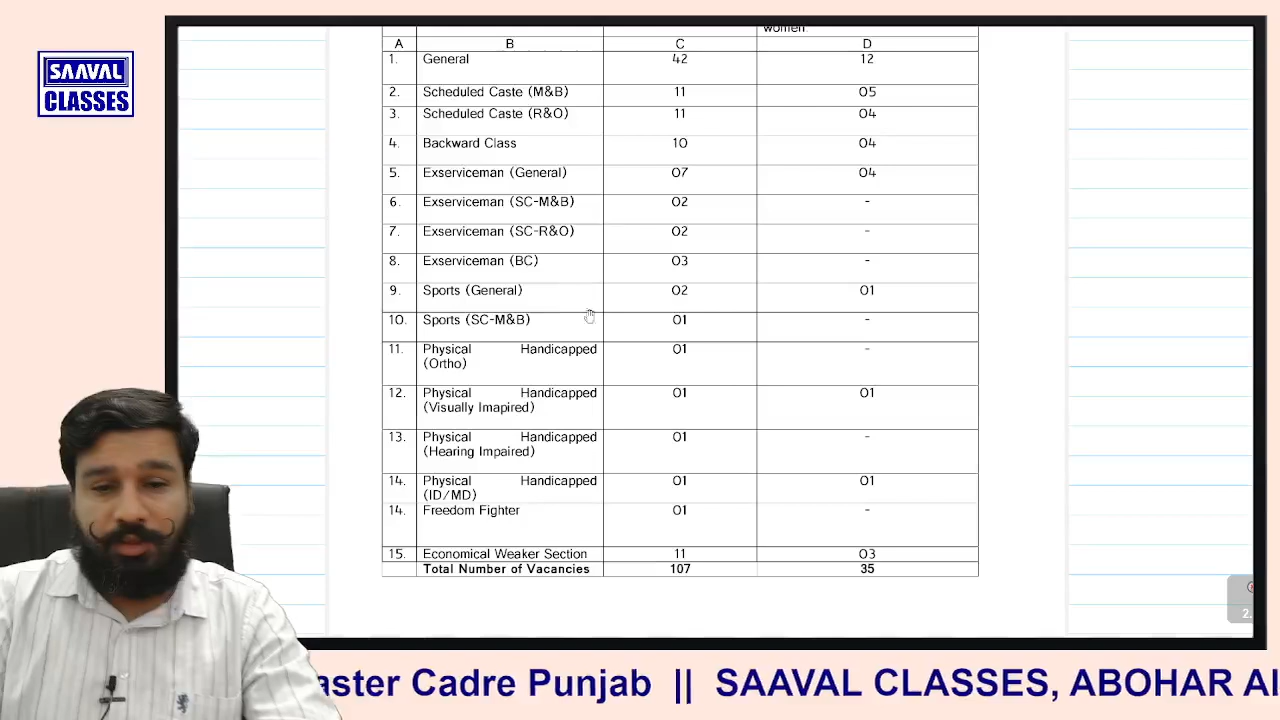 SAAVAL
CLASSES
women.
A B C D
1. General 42 12
2. Scheduled Caste (M&B) 11 05
3. Scheduled Caste (R&O) 11 04
4. Backward Class 10 04
5. Exserviceman (General) 07 04
6. Exserviceman (SC-M&B) 02 -
7. Exserviceman (SC-R&O) 02 -
8. Exserviceman (BC) 03 -
9. Sports (General) 02 01
10. Sports (SC-M&B) 01 -
11. Physical Handicapped 01 -
(Ortho)
12. Physical Handicapped 01 01
(Visually Imapired)
13. Physical Handicapped 01 -
(Hearing Impaired)
14. Physical Handicapped 01 01
(ID/MD)
14. Freedom Fighter 01 -
15. Economical Weaker Section 11 03
Total Number of Vacancies 107 35
2.
aster Cadre Punjab || SAAVAL CLASSES, ABOHAR